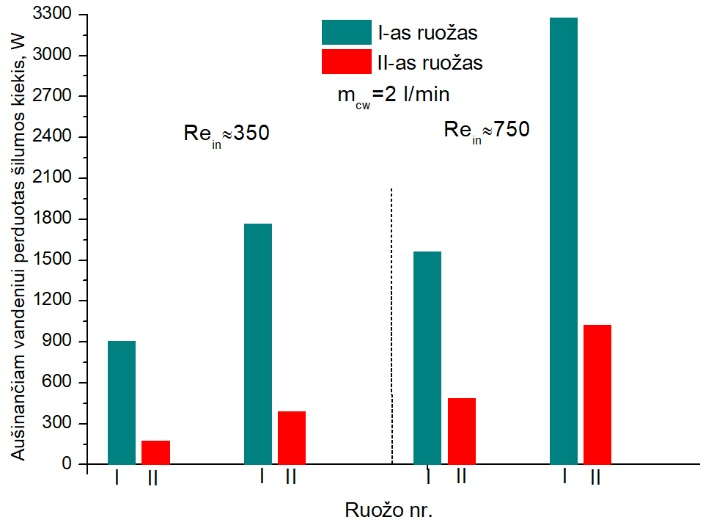 Aušinančiam vandeniui perduotas šilumos kiekis, W
3300
3000
2700
2400
2100
1800
1500
1200
900
600
300
0
I-as ruožas
II-as ruožas
m_cw=2 l/min
Re_in≈350
Re_in≈750
I II I II I II I II
Ruožo nr.